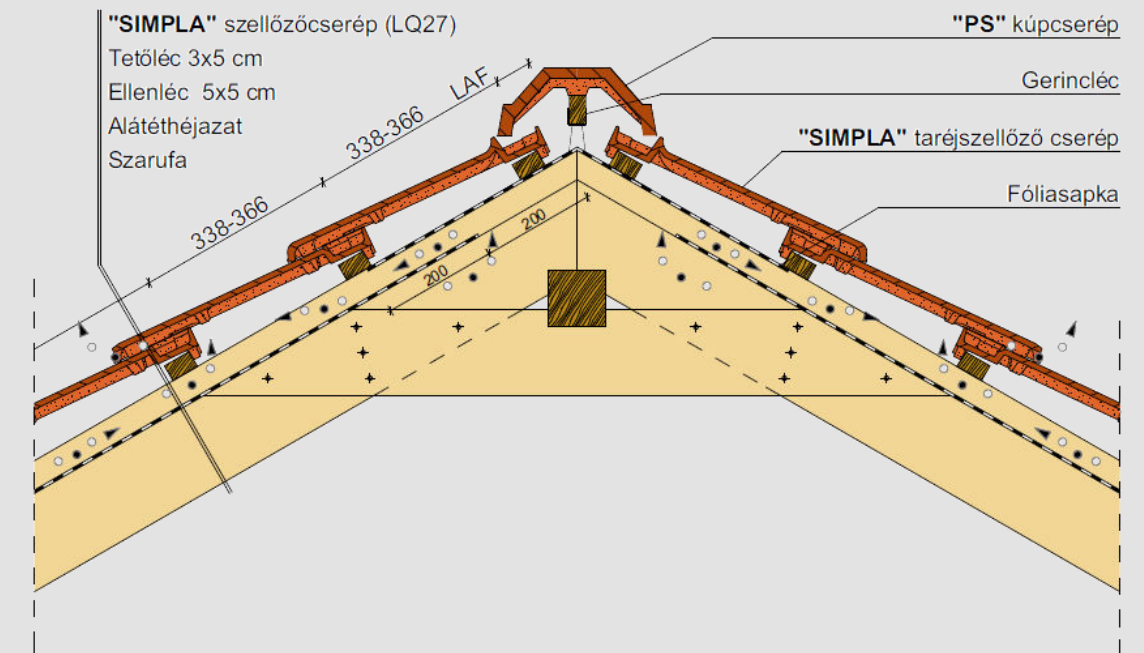 "SIMPLA" szellőzőcserép (LQ27)
Tetőléc 3x5 cm
Ellenléc 5x5 cm
Alátéthéjazat
Szarufa
"PS" kúpcserép
Gerincléc
"SIMPLA" taréjszellőző cserép
Fóliasapka
LAF
338-366
338-366
200
200